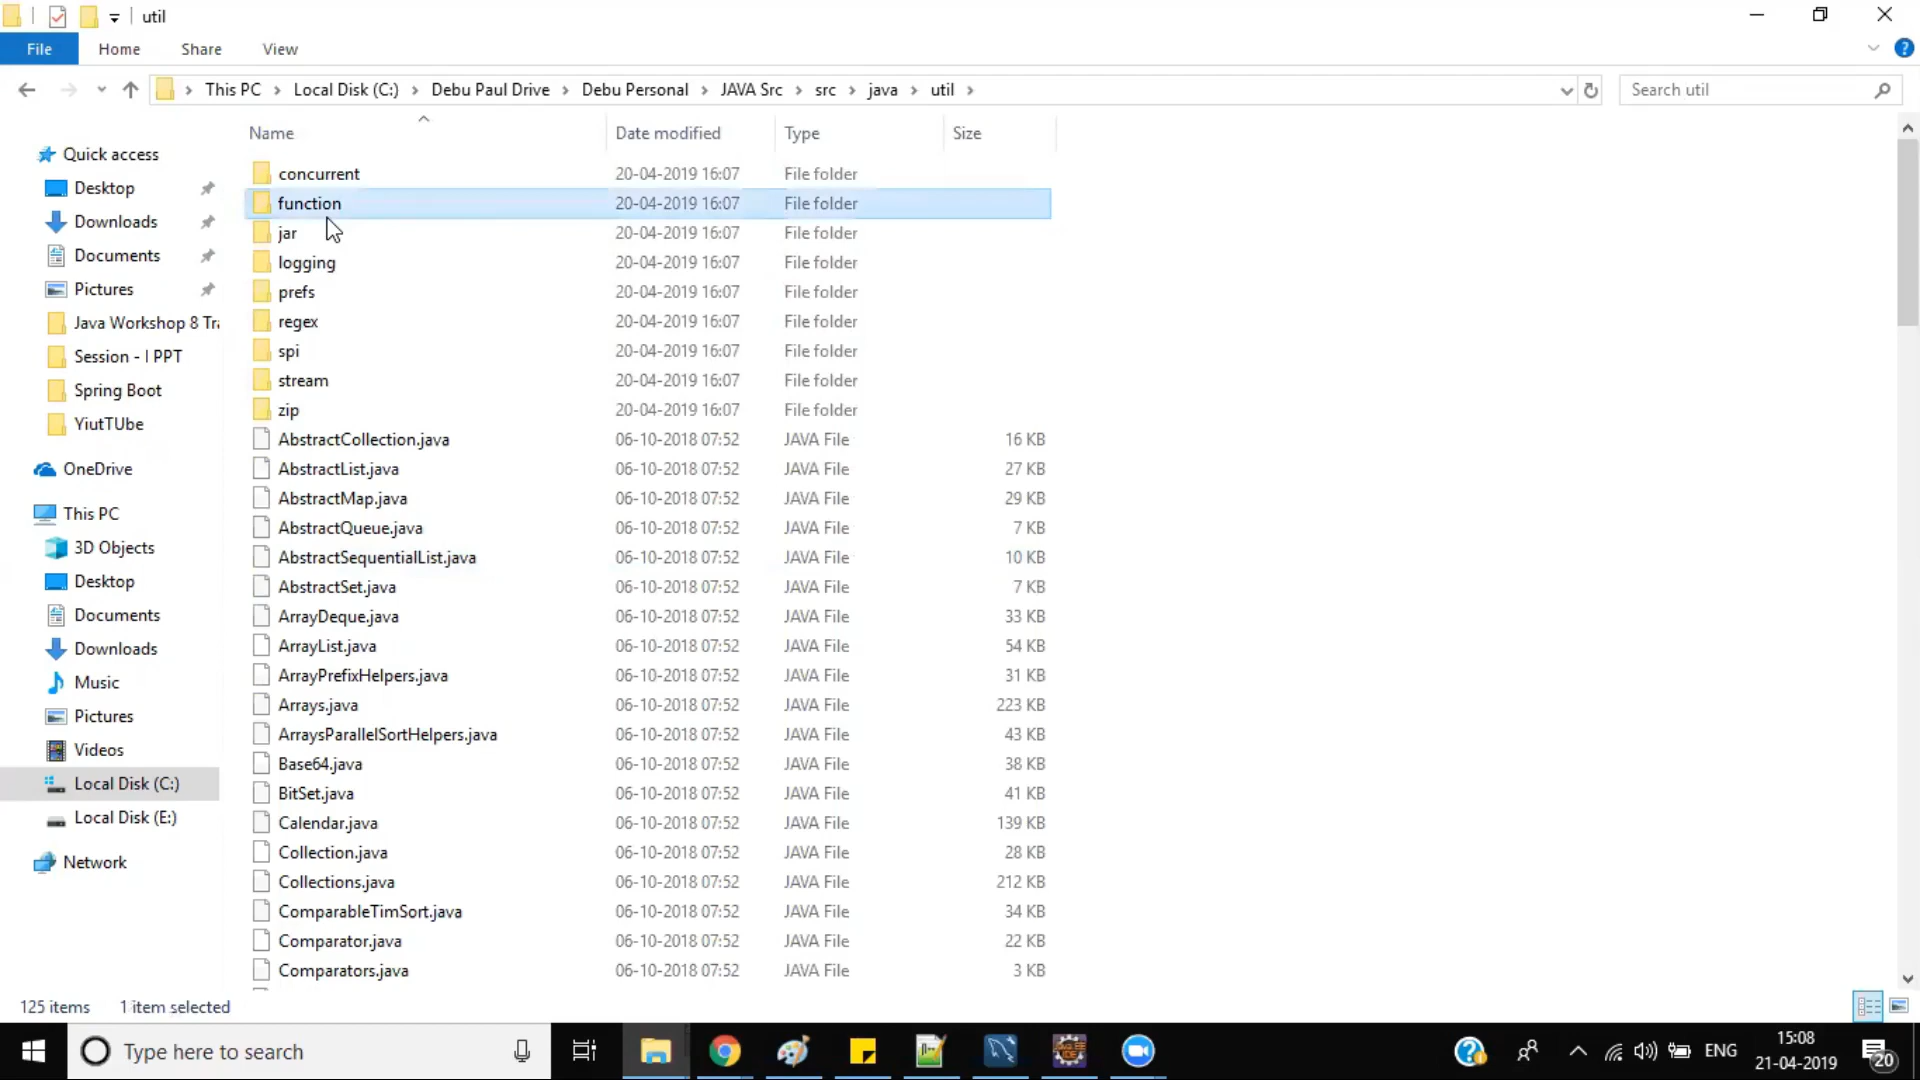 util
File Home Share View
This PC Local Disk (C:) Debu Paul Drive Debu Personal JAVA Src src java util
Search util
Name Date modified Type Size
Quick access
Desktop
Downloads
Documents
Pictures
Java Workshop 8 Tra
Session - I PPT
Spring Boot
YiutTUbe
OneDrive
This PC
3D Objects
Desktop
Documents
Downloads
Music
Pictures
Videos
Local Disk (C:)
Local Disk (E:)
Network
concurrent 20-04-2019 16:07 File folder
function 20-04-2019 16:07 File folder
jar 20-04-2019 16:07 File folder
logging 20-04-2019 16:07 File folder
prefs 20-04-2019 16:07 File folder
regex 20-04-2019 16:07 File folder
spi 20-04-2019 16:07 File folder
stream 20-04-2019 16:07 File folder
zip 20-04-2019 16:07 File folder
AbstractCollection.java 06-10-2018 07:52 JAVA File 16 KB
AbstractList.java 06-10-2018 07:52 JAVA File 27 KB
AbstractMap.java 06-10-2018 07:52 JAVA File 29 KB
AbstractQueue.java 06-10-2018 07:52 JAVA File 7 KB
AbstractSequentialList.java 06-10-2018 07:52 JAVA File 10 KB
AbstractSet.java 06-10-2018 07:52 JAVA File 7 KB
ArrayDeque.java 06-10-2018 07:52 JAVA File 33 KB
ArrayList.java 06-10-2018 07:52 JAVA File 54 KB
ArrayPrefixHelpers.java 06-10-2018 07:52 JAVA File 31 KB
Arrays.java 06-10-2018 07:52 JAVA File 223 KB
ArraysParallelSortHelpers.java 06-10-2018 07:52 JAVA File 43 KB
Base64.java 06-10-2018 07:52 JAVA File 38 KB
BitSet.java 06-10-2018 07:52 JAVA File 41 KB
Calendar.java 06-10-2018 07:52 JAVA File 139 KB
Collection.java 06-10-2018 07:52 JAVA File 28 KB
Collections.java 06-10-2018 07:52 JAVA File 212 KB
ComparableTimSort.java 06-10-2018 07:52 JAVA File 34 KB
Comparator.java 06-10-2018 07:52 JAVA File 22 KB
Comparators.java 06-10-2018 07:52 JAVA File 3 KB
125 items 1 item selected
Type here to search
ENG
15:08
21-04-2019
20